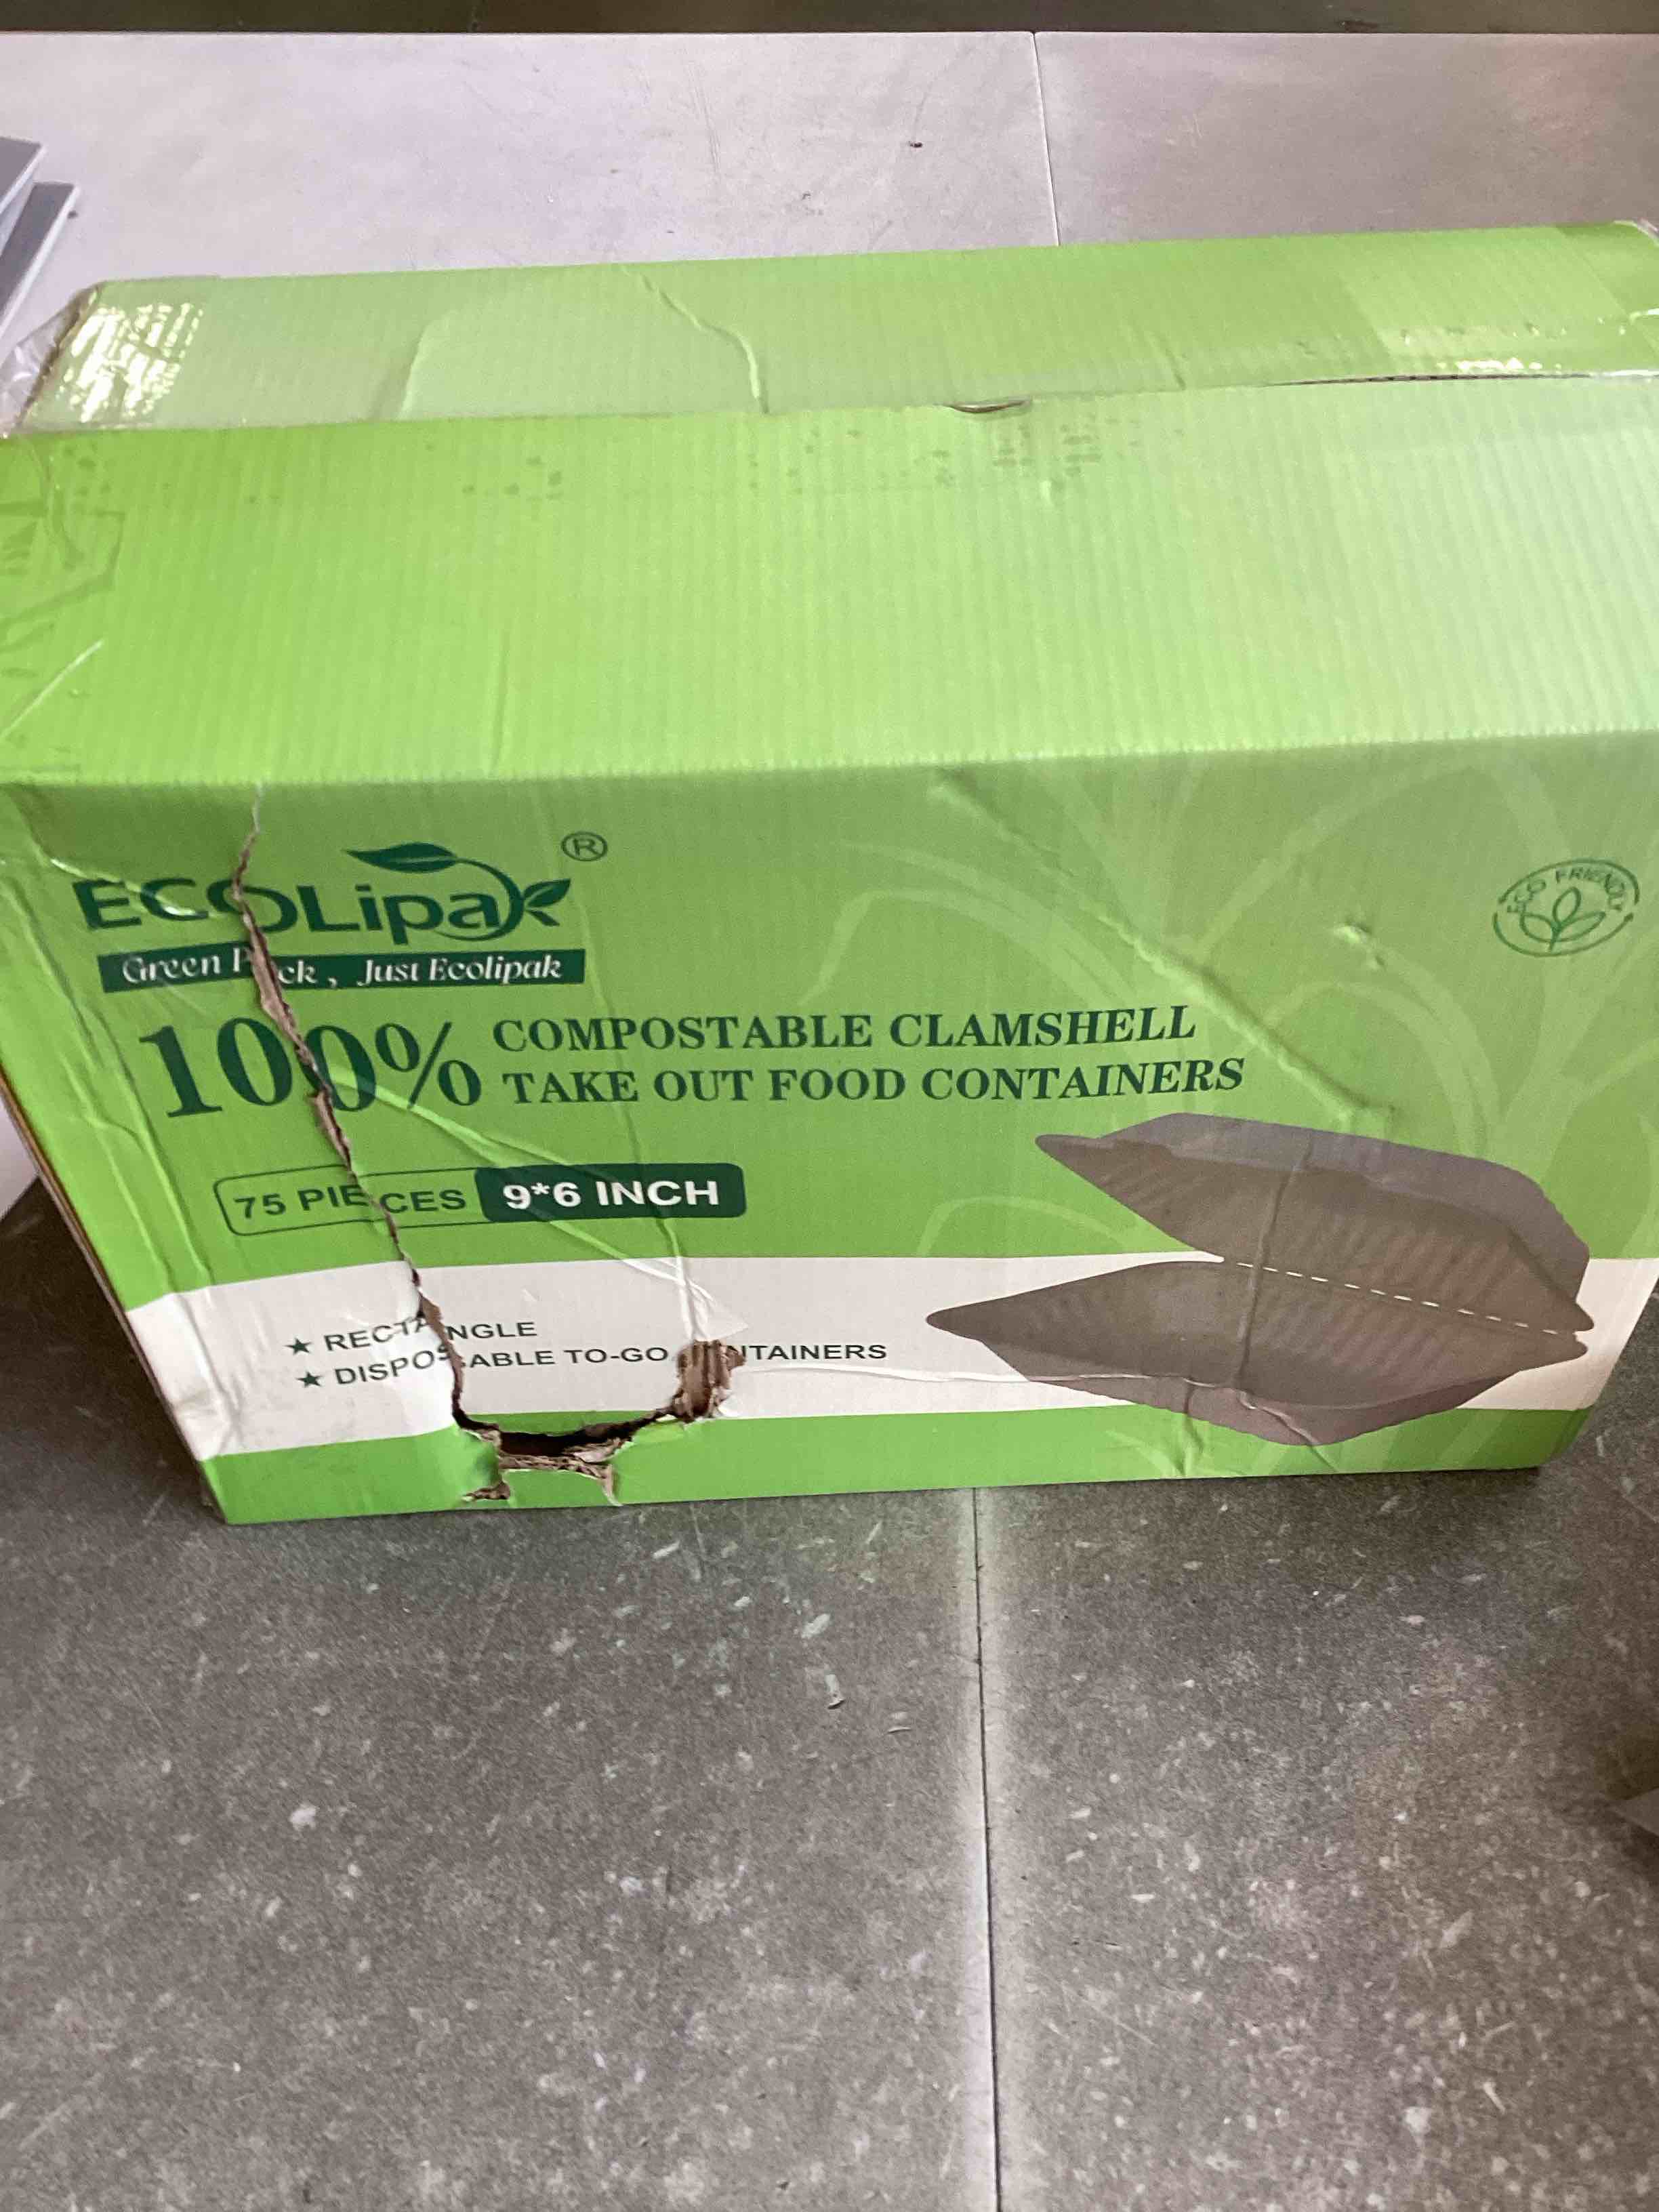 ECOLipak ®
Green Pack, Just Ecolipak
100% COMPOSTABLE CLAMSHELL
TAKE OUT FOOD CONTAINERS
75 PIECES 9*6 INCH
★ RECTANGLE
★ DISPOSABLE TO-GO CONTAINERS
ECO FRIENDLY